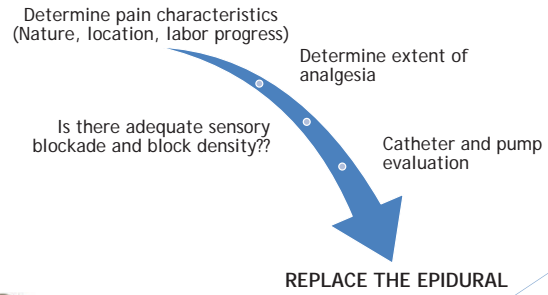 Determine pain characteristics
(Nature, location, labor progress)
Determine extent of
analgesia
Is there adequate sensory
blockade and block density??
Catheter and pump
evaluation
REPLACE THE EPIDURAL